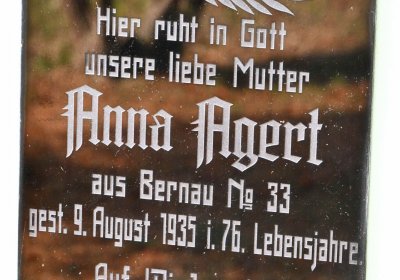 Hier ruht in Gott
unsere liebe Mutter
Anna Agert
aus Bernau No 33
gest. 9. August 1935 i. 76. Lebensjahre.
Auf